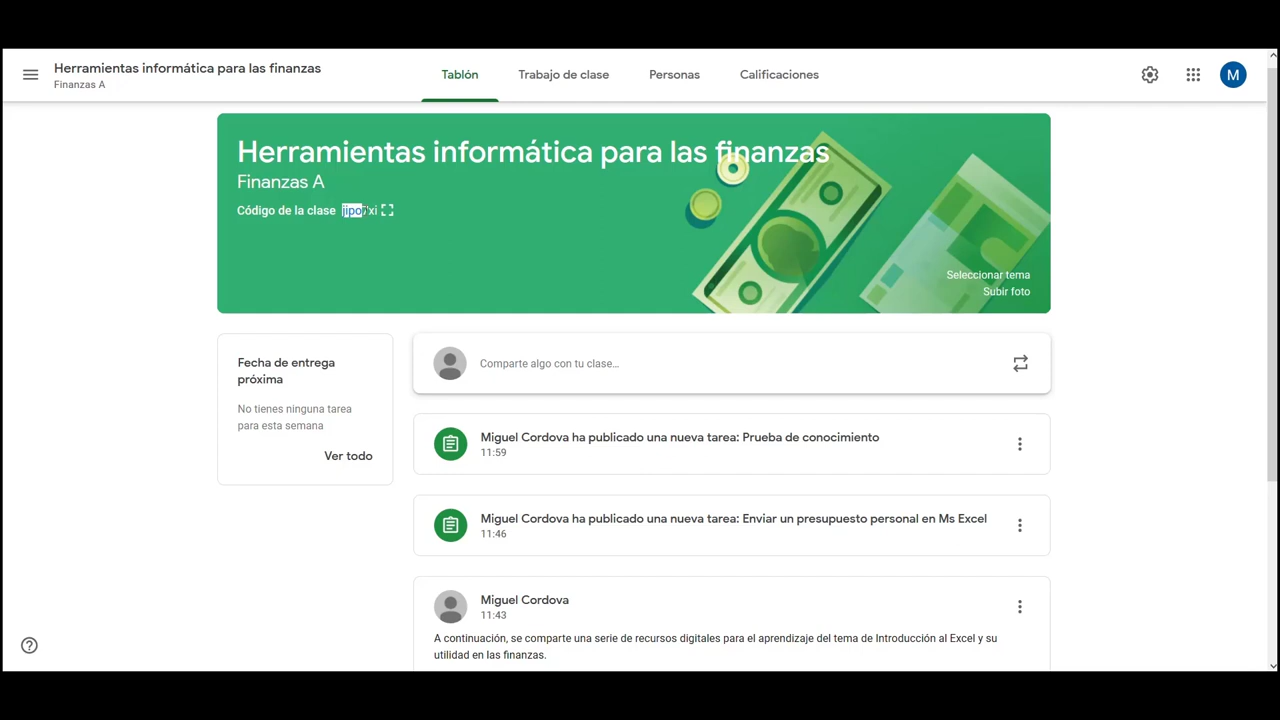 Herramientas informática para las finanzas
Finanzas A
Tablón
Trabajo de clase
Personas
Calificaciones
M
Herramientas informática para las finanzas
Finanzas A
Código de la clase
Seleccionar tema
Subir foto
Fecha de entrega
próxima
No tienes ninguna tarea
para esta semana
Ver todo
Comparte algo con tu clase...
Miguel Cordova ha publicado una nueva tarea: Prueba de conocimiento
11:59
Miguel Cordova ha publicado una nueva tarea: Enviar un presupuesto personal en Ms Excel
11:46
Miguel Cordova
11:43
A continuación, se comparte una serie de recursos digitales para el aprendizaje del tema de Introducción al Excel y su
utilidad en las finanzas.